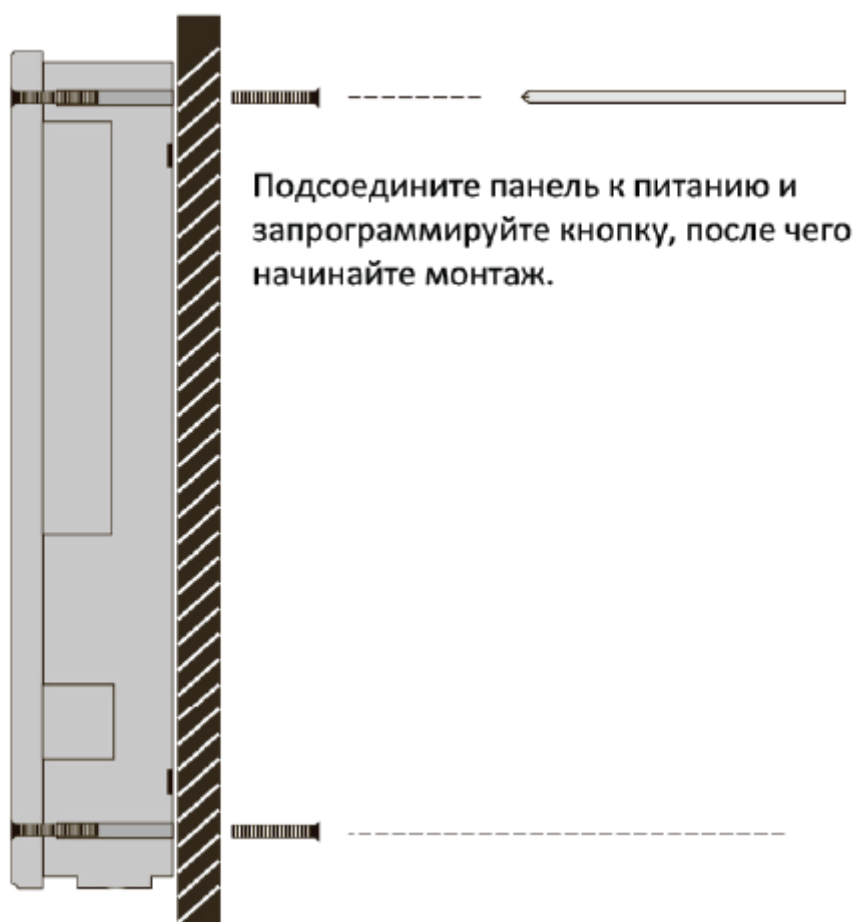 Подсоедините панель к питанию и
запрограммируйте кнопку, после чего
начинайте монтаж.